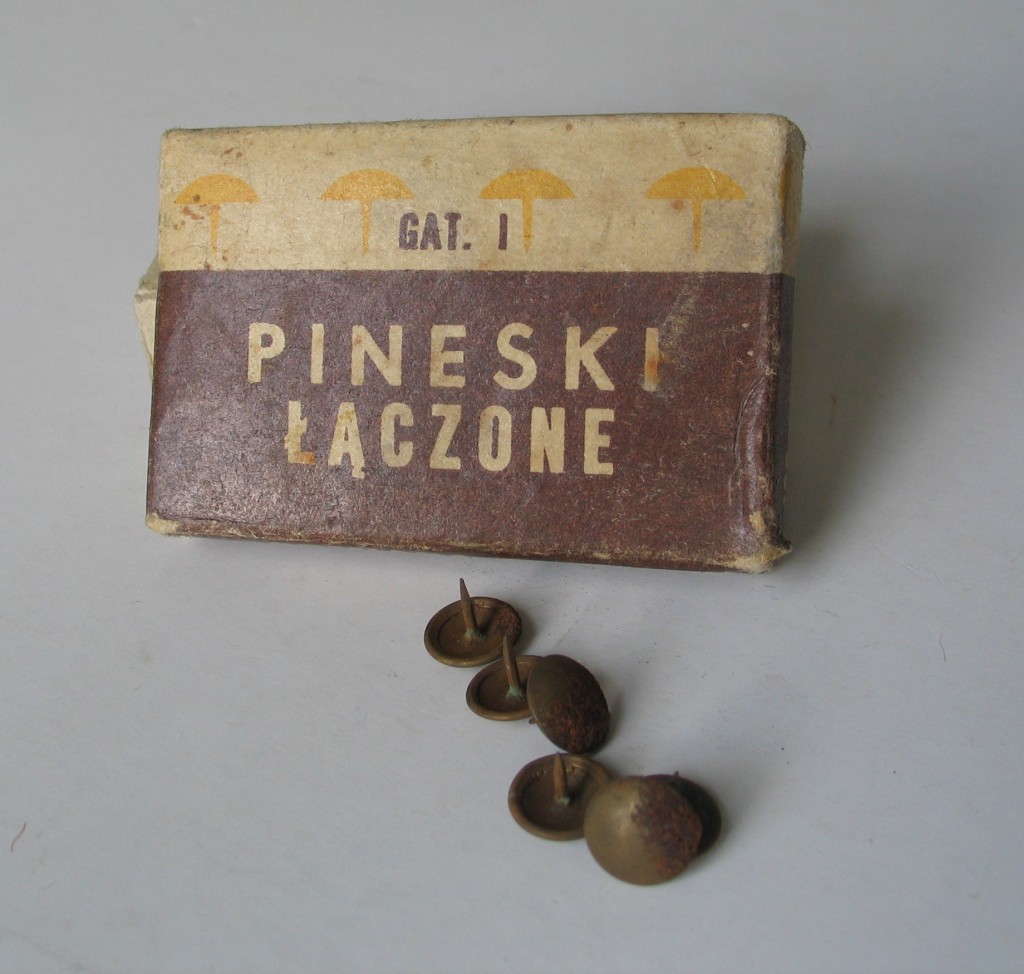 GAT. I
PINESKI
ŁĄCZONE